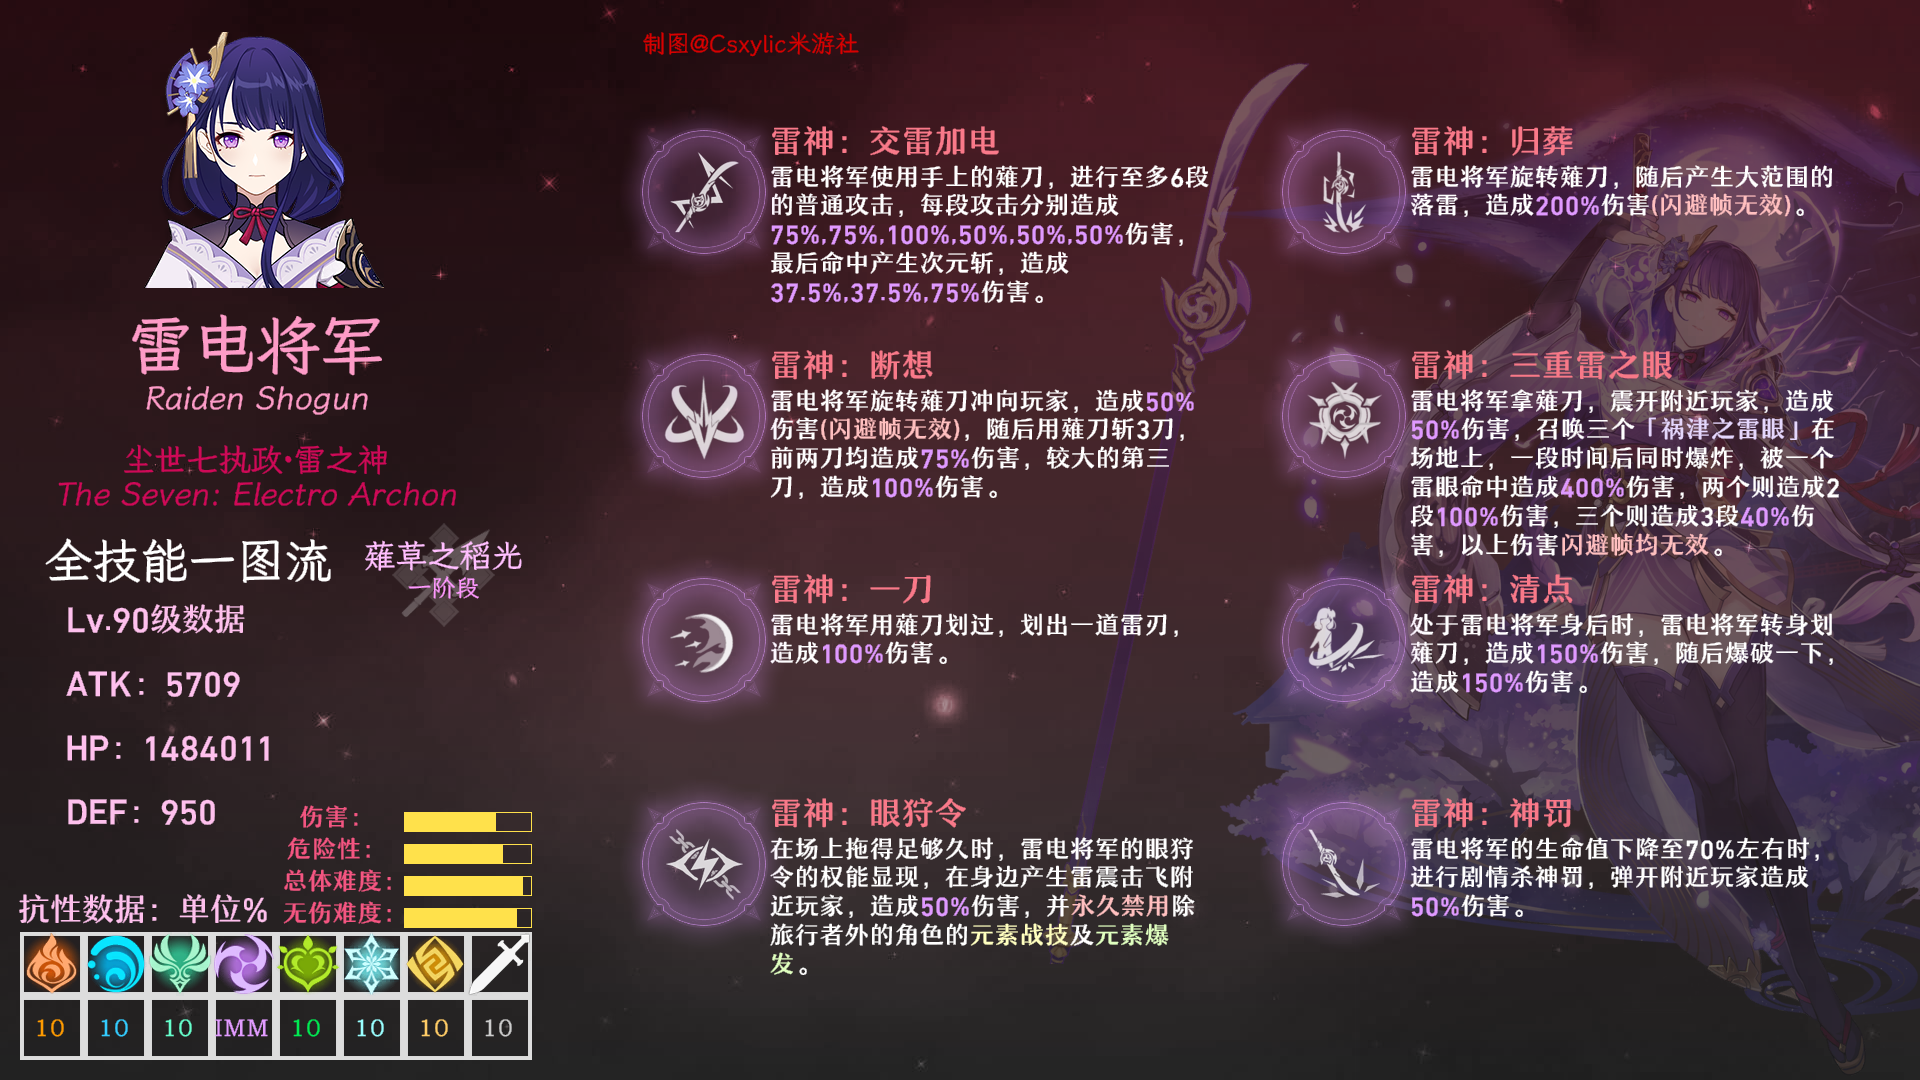 制图@Csxylic米游社
雷电将军
Raiden Shogun
尘世七执政·雷之神
The Seven: Electro Archon
全技能一图流
薙草之稻光
一阶段
Lv.90级数据
ATK：5709
HP：1484011
DEF：950
伤害：
危险性：
总体难度：
无伤难度：
抗性数据：单位%
10 10 10 IMM 10 10 10 10
雷神：交雷加电
雷电将军使用手上的薙刀，进行至多6段
的普通攻击，每段攻击分别造成
75%,75%,100%,50%,50%,50%伤害，
最后命中产生次元斩，造成
37.5%,37.5%,75%伤害。
雷神：归葬
雷电将军旋转薙刀，随后产生大范围的
落雷，造成200%伤害(闪避帧无效)。
雷神：断想
雷电将军旋转薙刀冲向玩家，造成50%
伤害(闪避帧无效)，随后用薙刀斩3刀，
前两刀均造成75%伤害，较大的第三
刀，造成100%伤害。
雷神：三重雷之眼
雷电将军拿薙刀，震开附近玩家，造成
50%伤害，召唤三个「祸津之雷眼」在
场地上，一段时间后同时爆炸，被一个
雷眼命中造成400%伤害，两个则造成2
段100%伤害，三个则造成3段40%伤
害，以上伤害闪避帧均无效。
雷神：一刀
雷电将军用薙刀划过，划出一道雷刃，
造成100%伤害。
雷神：清点
处于雷电将军身后时，雷电将军转身划
薙刀，造成150%伤害，随后爆破一下，
造成150%伤害。
雷神：眼狩令
在场上拖得足够久时，雷电将军的眼狩
令的权能显现，在身边产生雷震击飞附
近玩家，造成50%伤害，并永久禁用除
旅行者外的角色的元素战技及元素爆
发。
雷神：神罚
雷电将军的生命值下降至70%左右时，
进行剧情杀神罚，弹开附近玩家造成
50%伤害。